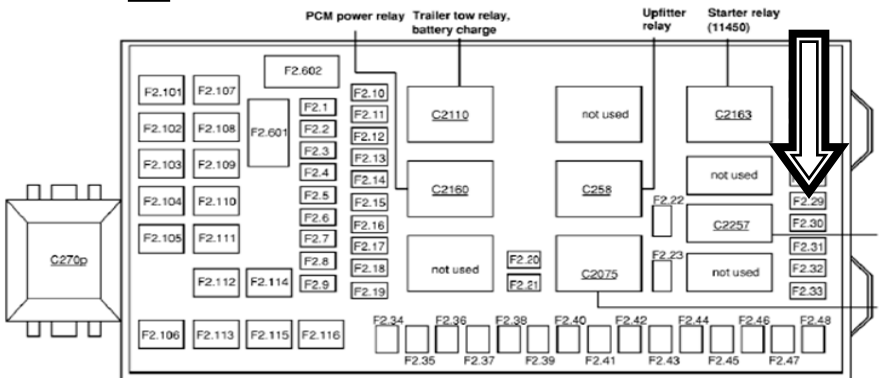 PCM power relay
Trailer tow relay,
battery charge
Upfitter
relay
Starter relay
(11450)
F2.602
F2.101
F2.107
F2.102
F2.108
F2.103
F2.109
F2.104
F2.110
F2.105
F2.111
F2.112
F2.114
F2.106
F2.113
F2.115
F2.116
F2.601
F2.1
F2.2
F2.3
F2.4
F2.5
F2.6
F2.7
F2.8
F2.9
F2.10
F2.11
F2.12
F2.13
F2.14
F2.15
F2.16
F2.17
F2.18
F2.19
C2110
C2160
not used
F2.20
F2.21
not used
C258
C2075
F2.22
F2.23
C2163
not used
C2257
not used
F2.29
F2.30
F2.31
F2.32
F2.33
C270p
F2.34
F2.36
F2.38
F2.40
F2.42
F2.44
F2.46
F2.48
F2.35
F2.37
F2.39
F2.41
F2.43
F2.45
F2.47